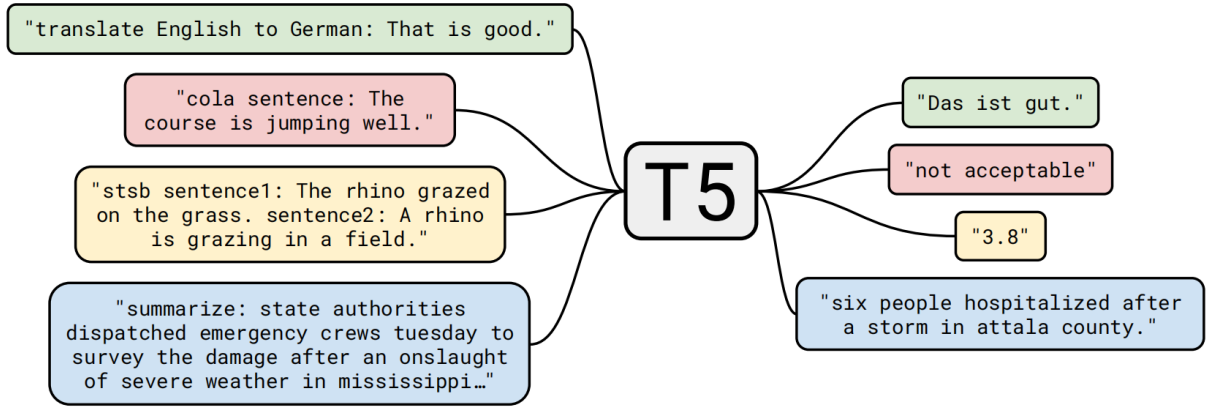 "translate English to German: That is good."
"cola sentence: The
course is jumping well."
"stsb sentence1: The rhino grazed
on the grass. sentence2: A rhino
is grazing in a field."
"summarize: state authorities
dispatched emergency crews tuesday to
survey the damage after an onslaught
of severe weather in mississippi…"
T5
"Das ist gut."
"not acceptable"
"3.8"
"six people hospitalized after
a storm in attala county."